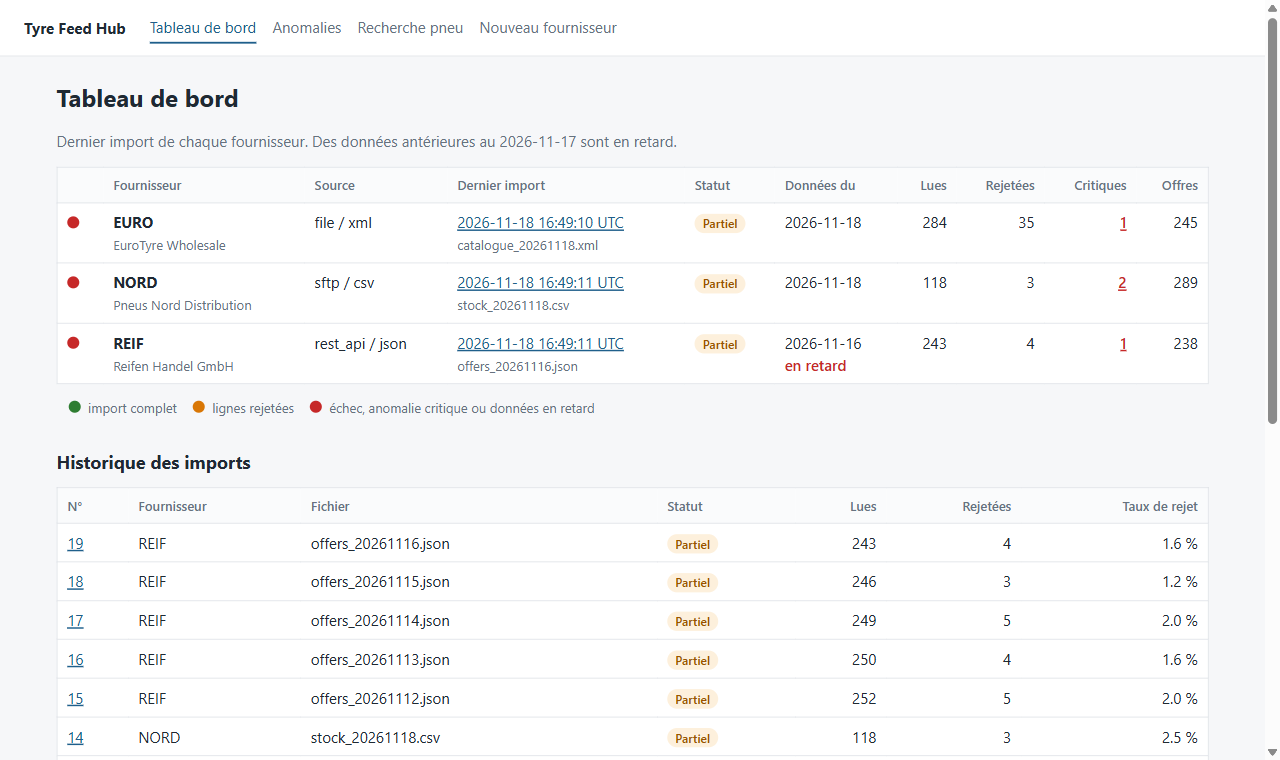 Tyre Feed Hub Tableau de bord Anomalies Recherche pneu Nouveau fournisseur
Tableau de bord
Dernier import de chaque fournisseur. Des données antérieures au 2026-11-17 sont en retard.
Fournisseur Source Dernier import Statut Données du Lues Rejetées Critiques Offres
EURO file / xml 2026-11-18 16:49:10 UTC Partiel 2026-11-18 284 35 1 245
EuroTyre Wholesale catalogue_20261118.xml
NORD sftp / csv 2026-11-18 16:49:11 UTC Partiel 2026-11-18 118 3 2 289
Pneus Nord Distribution stock_20261118.csv
REIF rest_api / json 2026-11-18 16:49:11 UTC Partiel 2026-11-16 243 4 1 238
Reifen Handel GmbH offers_20261116.json en retard
import complet lignes rejetées échec, anomalie critique ou données en retard
Historique des imports
N° Fournisseur Fichier Statut Lues Rejetées Taux de rejet
19 REIF offers_20261116.json Partiel 243 4 1.6 %
18 REIF offers_20261115.json Partiel 246 3 1.2 %
17 REIF offers_20261114.json Partiel 249 5 2.0 %
16 REIF offers_20261113.json Partiel 250 4 1.6 %
15 REIF offers_20261112.json Partiel 252 5 2.0 %
14 NORD stock_20261118.csv Partiel 118 3 2.5 %